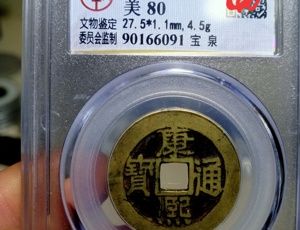 美 80
文物鉴定 27.5*1.1mm, 4.5g
委员会监制 90166091 宝 泉
康熙通寶